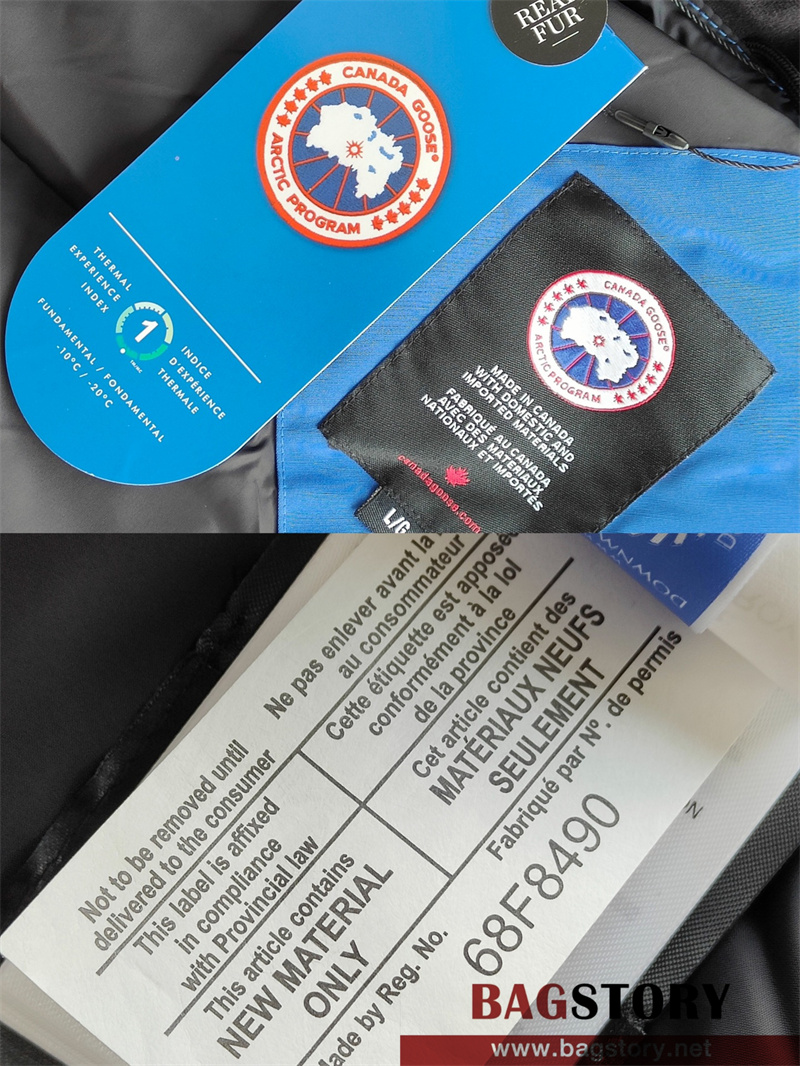 REAL
FUR
CANADA GOOSE®
ARCTIC PROGRAM
THERMAL
EXPERIENCE
INDEX
1
INDICE
D'EXPÉRIENCE
THERMALE
FUNDAMENTAL / FONDAMENTAL
-10°C / -20°C
CANADA GOOSE®
ARCTIC PROGRAM
MADE IN CANADA
WITH DOMESTIC AND
IMPORTED MATERIALS
FABRIQUÉ AU CANADA
AVEC DES MATERIAUX
NATIONAUX ET IMPORTÉS
canadagoose.com
Ne pas enlever avant la
au consommateur
Cette étiquette est apposée
conformément à la loi
de la province
Cet article contient des
MATÉRIAUX NEUFS
SEULEMENT
Fabriqué par Nº. de permis
Not to be removed until
delivered to the consumer
This label is affixed
in compliance
with Provincial law
This article contains
NEW MATERIAL
ONLY
Made by Reg. No.
68F8490
BAGSTORY
www.bagstory.net